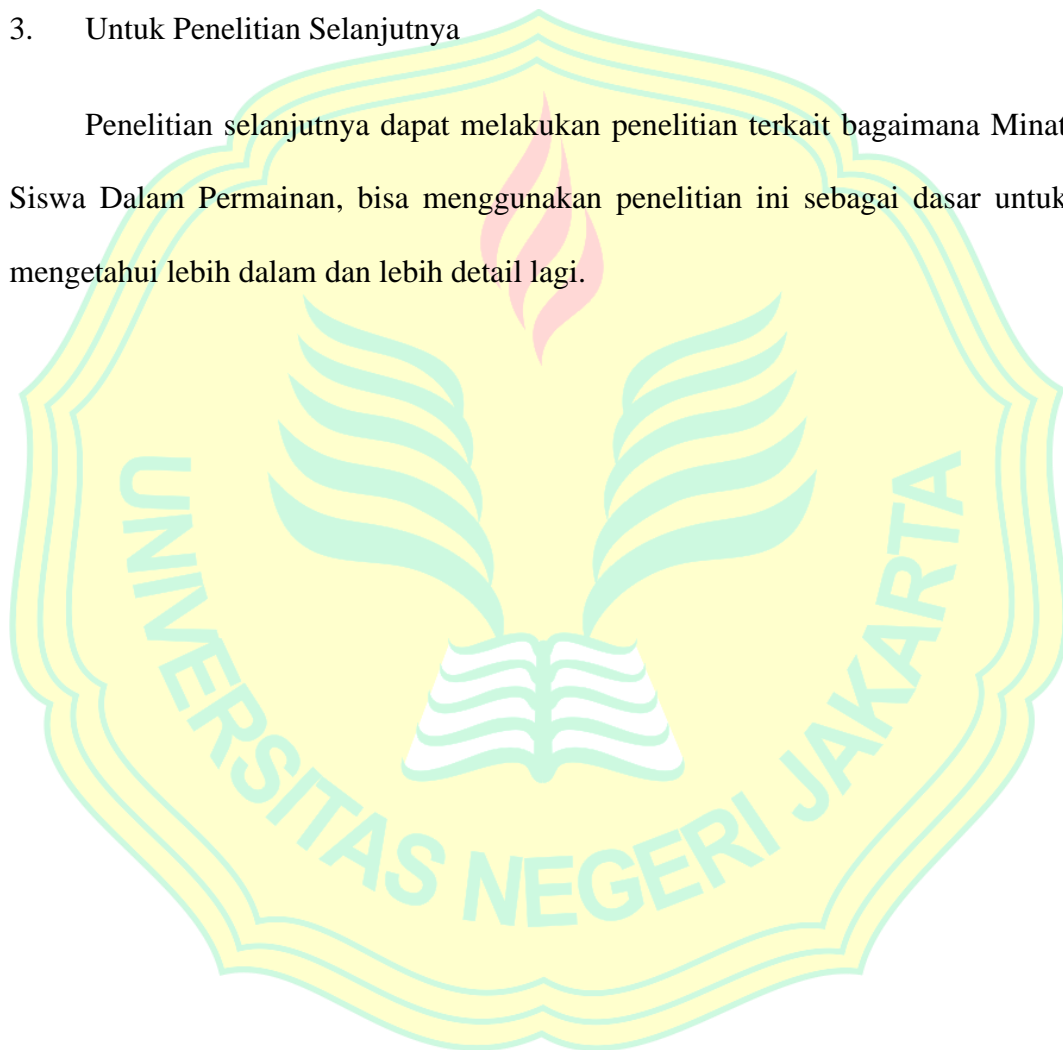 3. Untuk Penelitian Selanjutnya
Penelitian selanjutnya dapat melakukan penelitian terkait bagaimana Minat
Siswa Dalam Permainan, bisa menggunakan penelitian ini sebagai dasar untuk
mengetahui lebih dalam dan lebih detail lagi.
UNIVERSITAS NEGERI JAKARTA